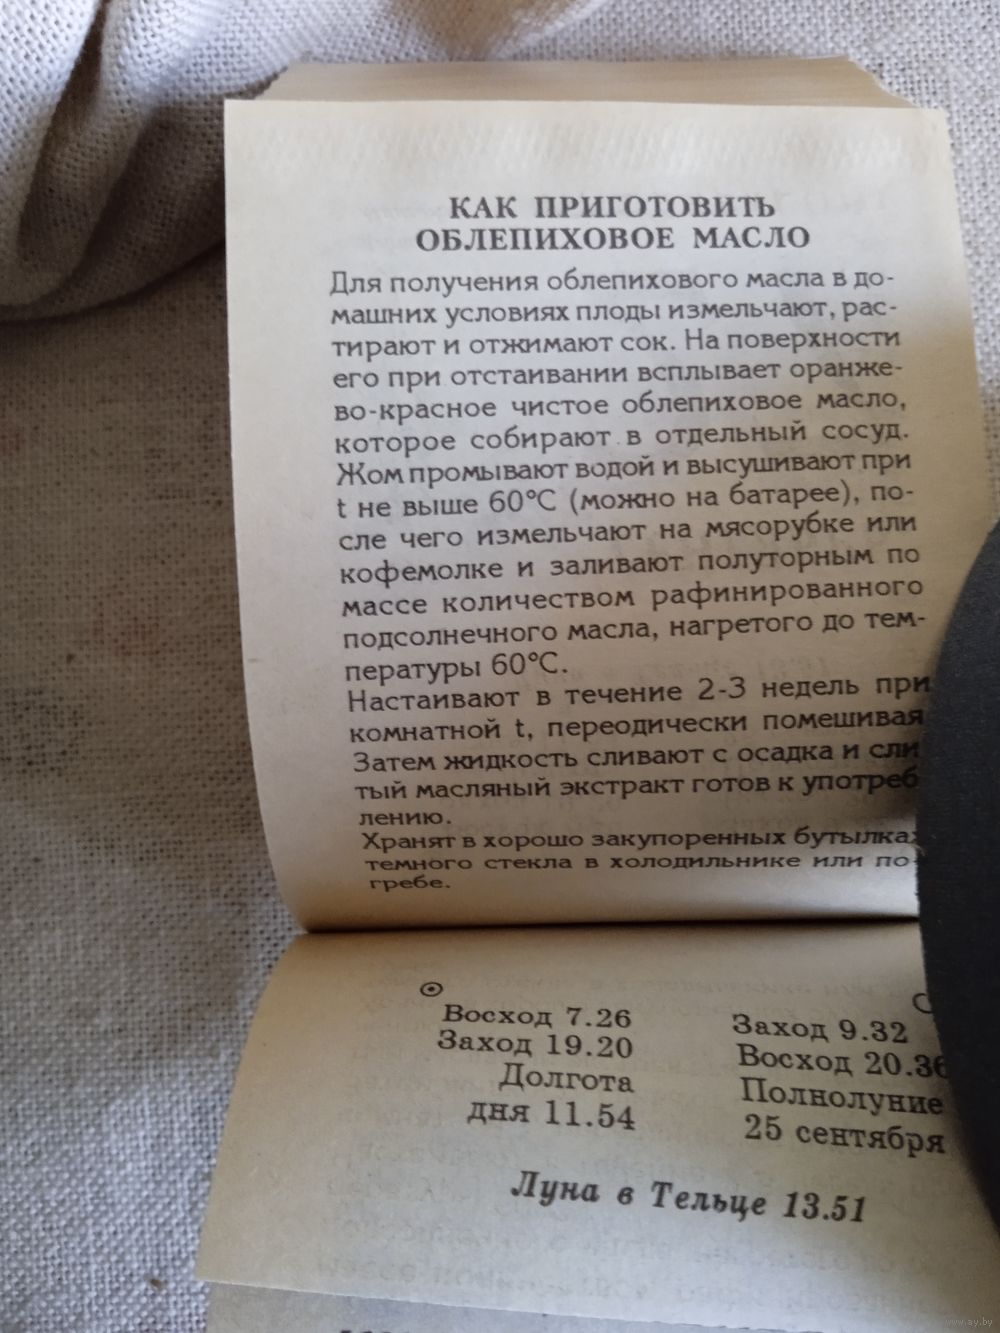 КАК ПРИГОТОВИТЬ
ОБЛЕПИХОВОЕ МАСЛО
Для получения облепихового масла в до-
машних условиях плоды измельчают, рас-
тирают и отжимают сок. На поверхности
его при отстаивании всплывает оранже-
во-красное чистое облепиховое масло,
которое собирают в отдельный сосуд.
Жом промывают водой и высушивают при
t не выше 60°С (можно на батарее), по-
сле чего измельчают на мясорубке или
кофемолке и заливают полуторным по
массе количеством рафинированного
подсолнечного масла, нагретого до тем-
пературы 60°С.
Настаивают в течение 2-3 недель при
комнатной t, переодически помешивая
Затем жидкость сливают с осадка и сли
тый масляный экстракт готов к употреб
лению.
Хранят в хорошо закупоренных бутылках
темного стекла в холодильнике или по-
гребе.
Восход 7.26
Заход 19.20
Долгота
дня 11.54
Заход 9.32
Восход 20.36
Полнолуние
25 сентября
Луна в Тельце 13.51
www.ay.by